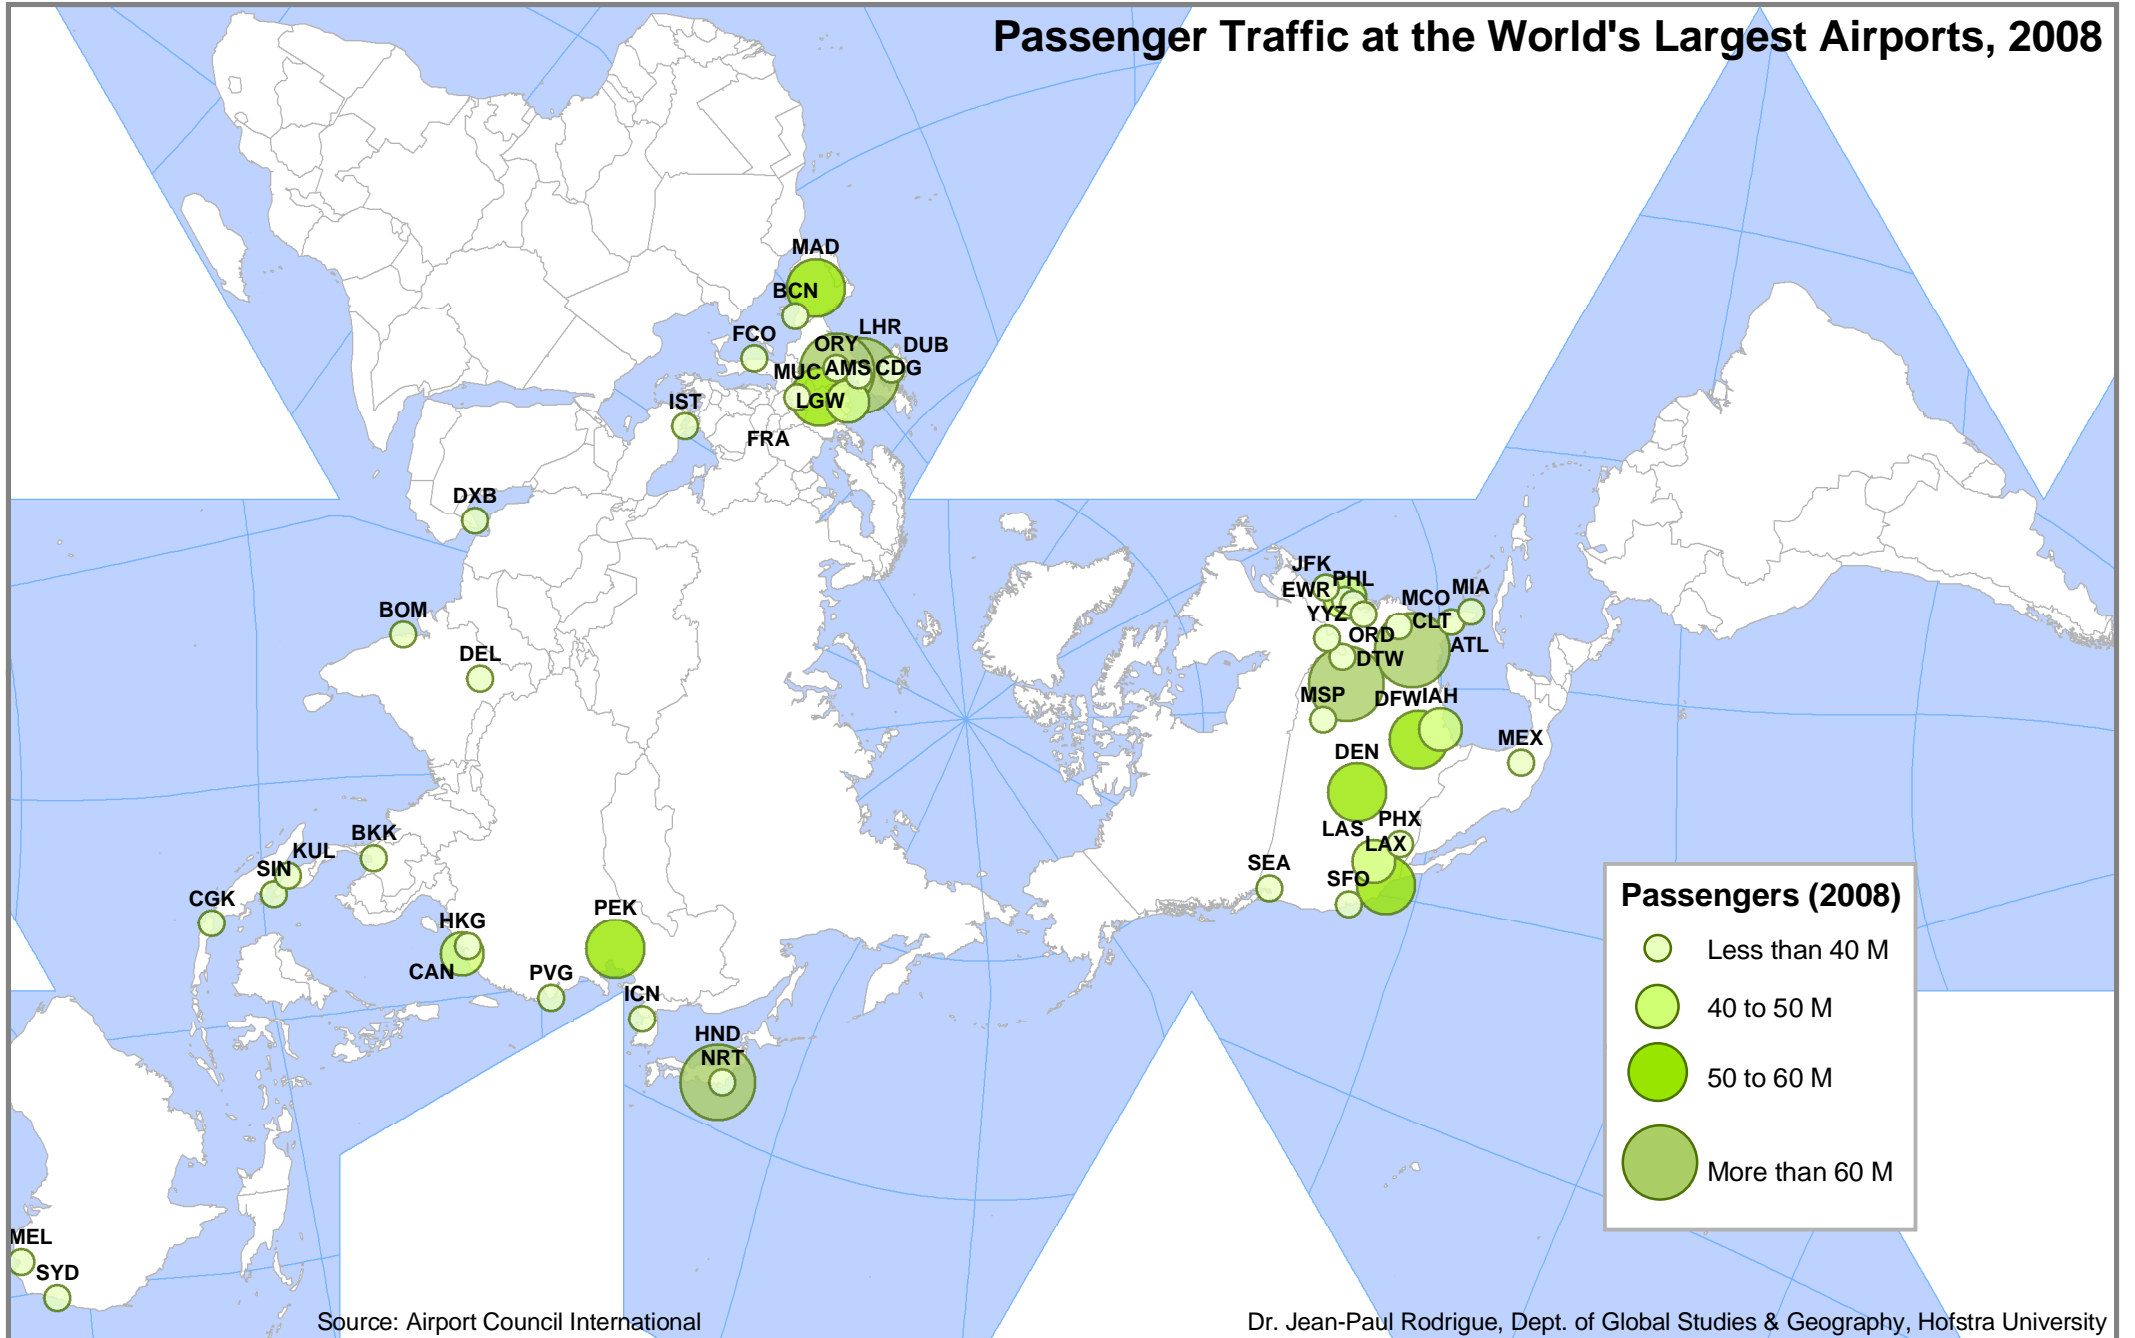 Passenger Traffic at the World's Largest Airports, 2008
MAD
BCN
FCO
LHR
ORY
DUB
MUC
AMS
CDG
IST
LGW
FRA
DXB
BOM
DEL
JFK
PHL
EWR
YYZ
MCO
MIA
CLT
ORD
ATL
DTW
MSP
DFW
IAH
MEX
DEN
PHX
LAS
LAX
SEA
SFO
BKK
KUL
SIN
CGK
HKG
CAN
PEK
PVG
ICN
HND
NRT
MEL
SYD
Passengers (2008)
Less than 40 M
40 to 50 M
50 to 60 M
More than 60 M
Source: Airport Council International
Dr. Jean-Paul Rodrigue, Dept. of Global Studies & Geography, Hofstra University